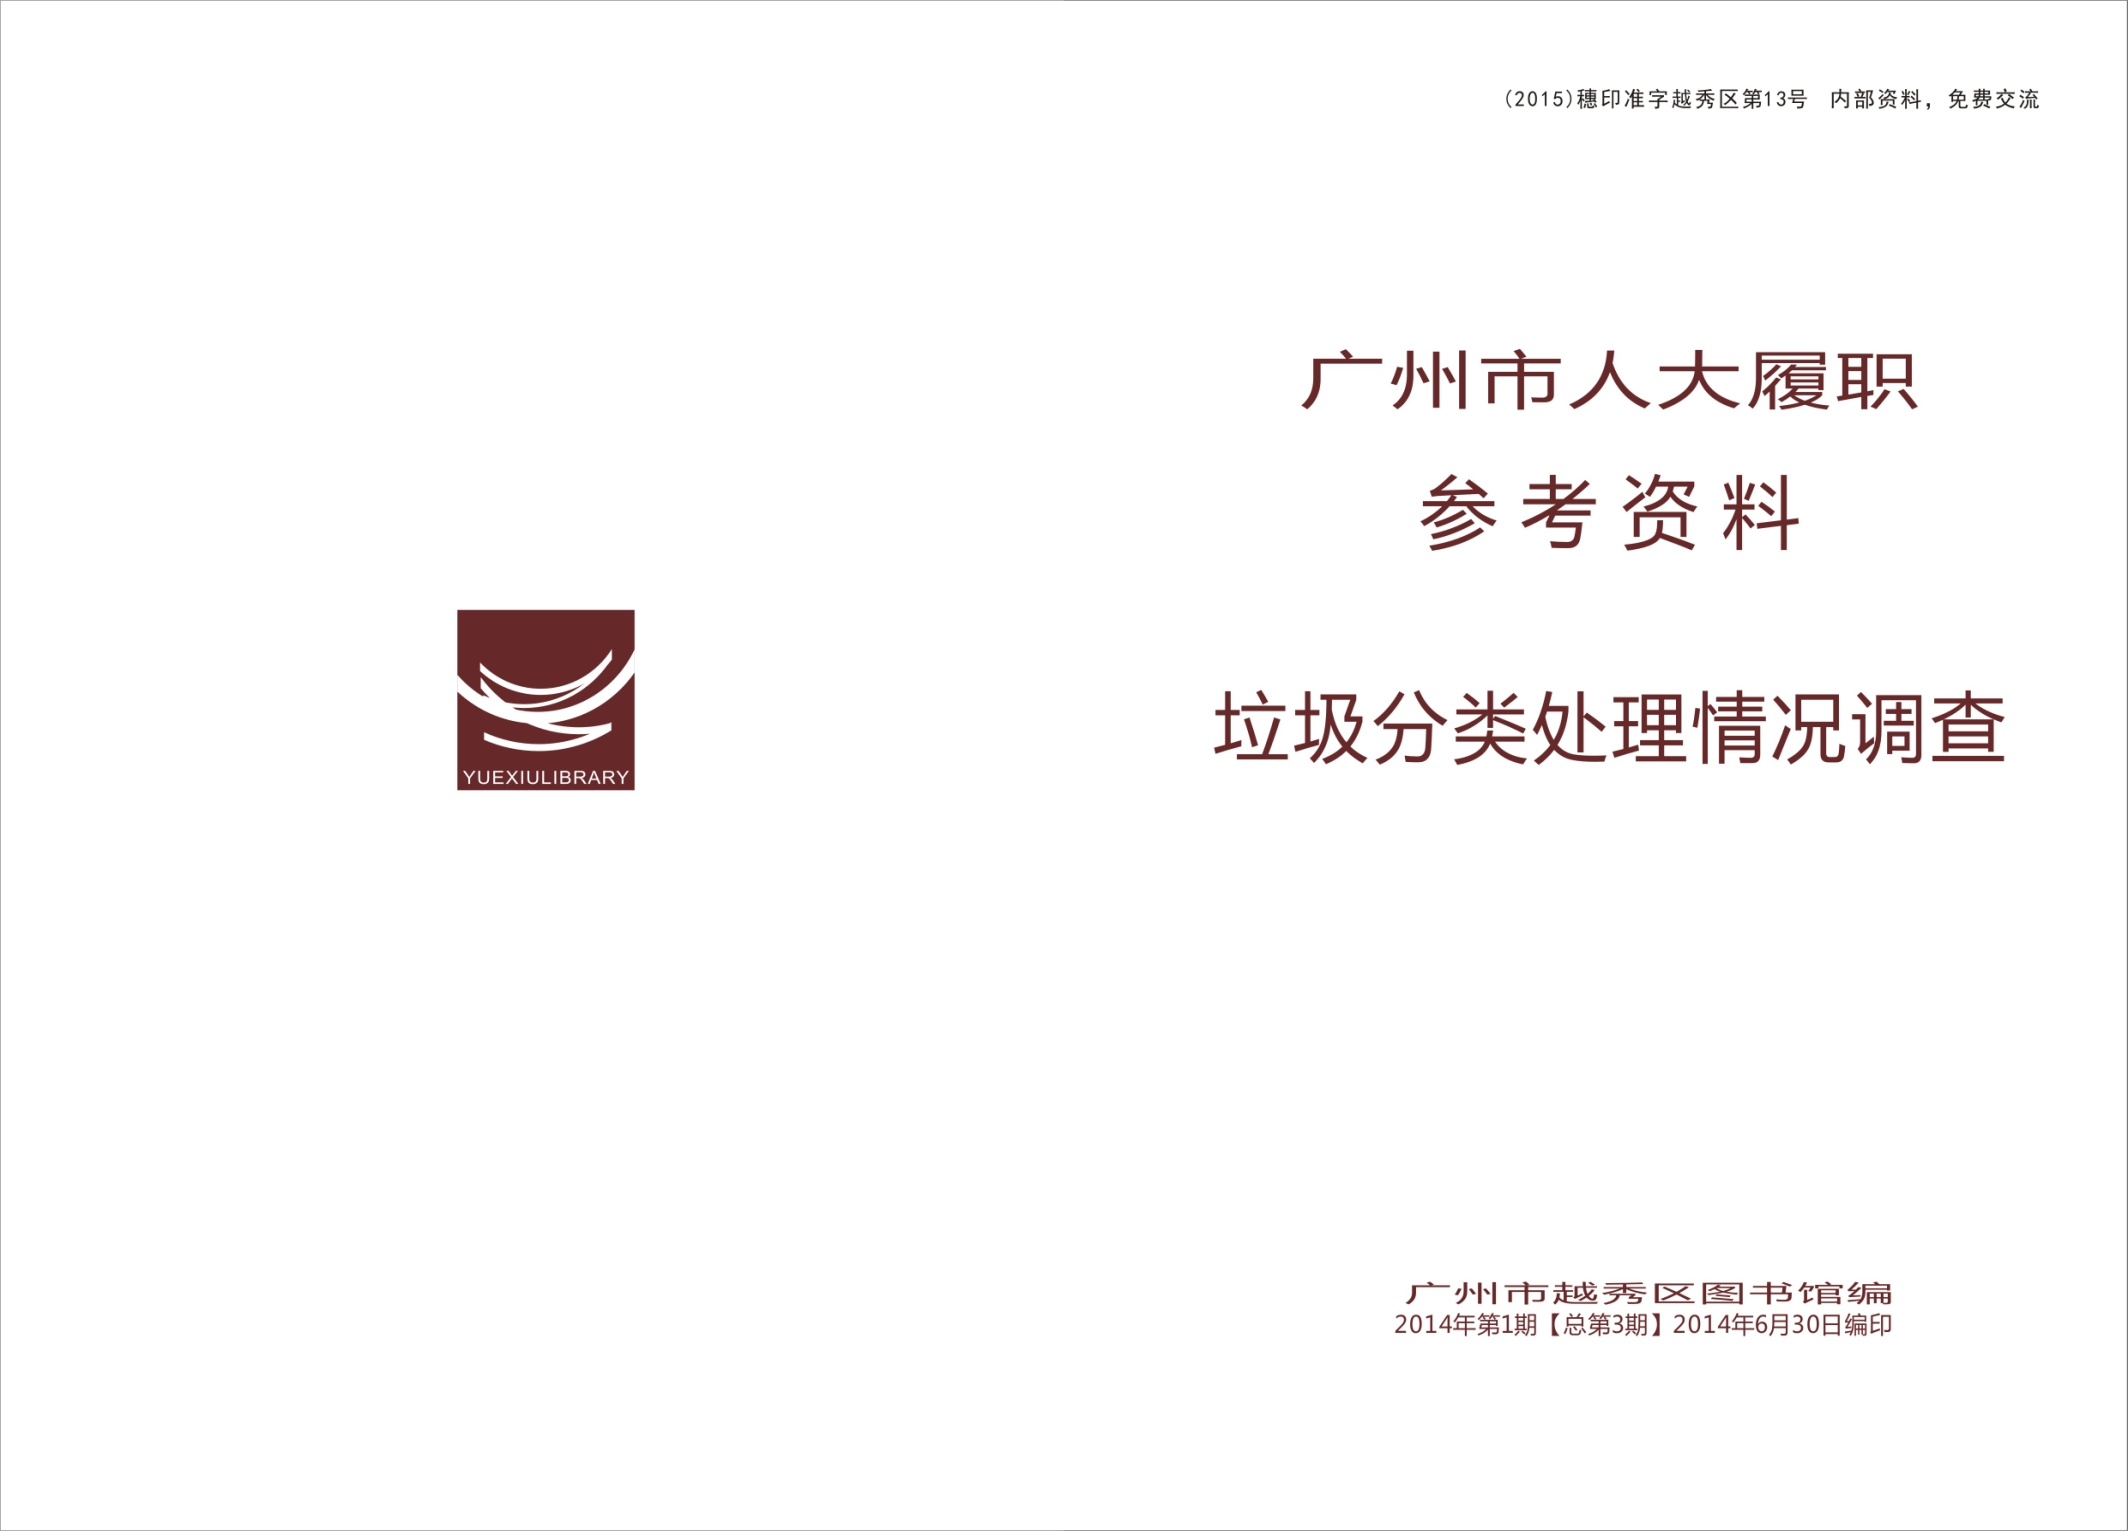 (2015)穗印准字越秀区第13号 内部资料，免费交流
广州市人大履职
参考资料
垃圾分类处理情况调查
YUEXIULIBRARY
广州市越秀区图书馆编
2014年第1期【总第3期】2014年6月30日编印